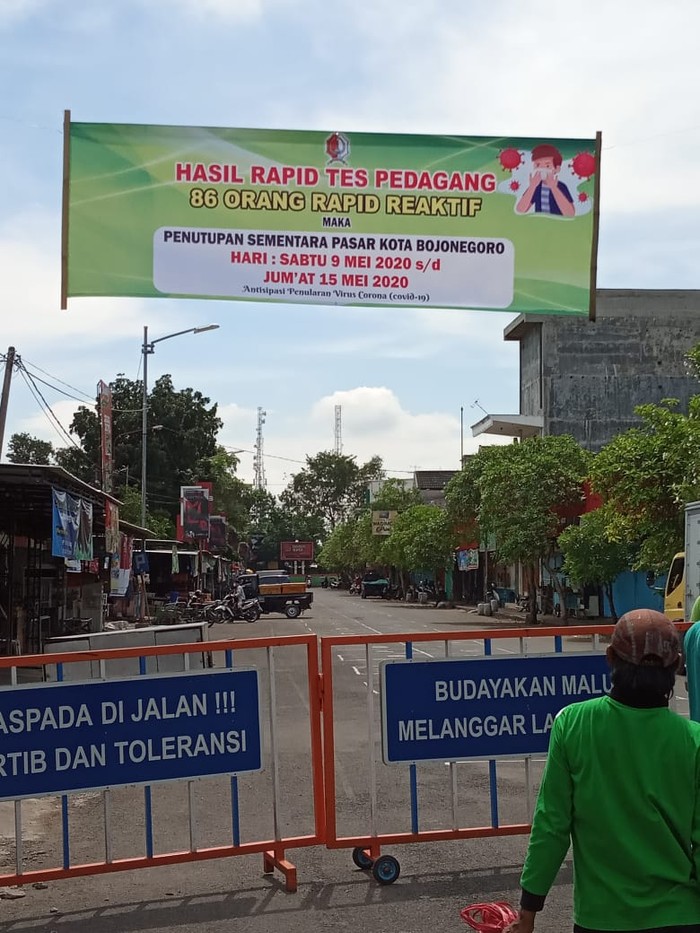 HASIL RAPID TES PEDAGANG
86 ORANG RAPID REAKTIF
MAKA
PENUTUPAN SEMENTARA PASAR KOTA BOJONEGORO
HARI : SABTU 9 MEI 2020 s/d
JUM'AT 15 MEI 2020
Antisipasi Penularan Virus Corona (covid-19)
ASPADA DI JALAN !!!
RTIB DAN TOLERANSI
BUDAYAKAN MALU
MELANGGAR LA